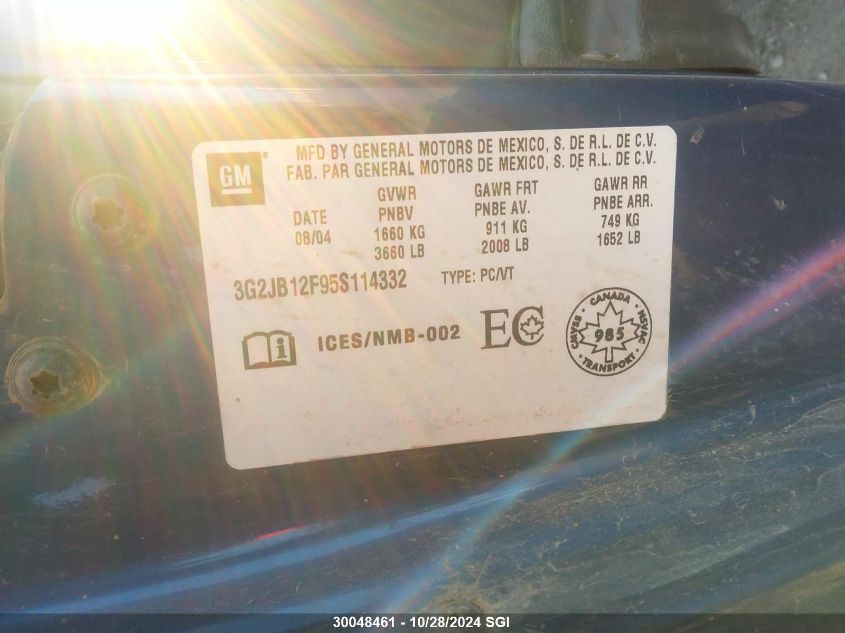 MFD BY GENERAL MOTORS DE MEXICO, S. DE R.L. DE C.V.
FAB. PAR GENERAL MOTORS DE MEXICO, S. DE R.L. DE C.V.
GM
GVWR GAWR FRT GAWR RR
DATE PNBV PNBE AV. PNBE ARR.
08/04 1660 KG 911 KG 749 KG
3660 LB 2008 LB 1652 LB
3G2JB12F95S114332 TYPE: PC/VT
ICES/NMB-002 EC
CANADA
CMVSS NSVAC
985
TRANSPORT
30048461 - 10/28/2024 SGI